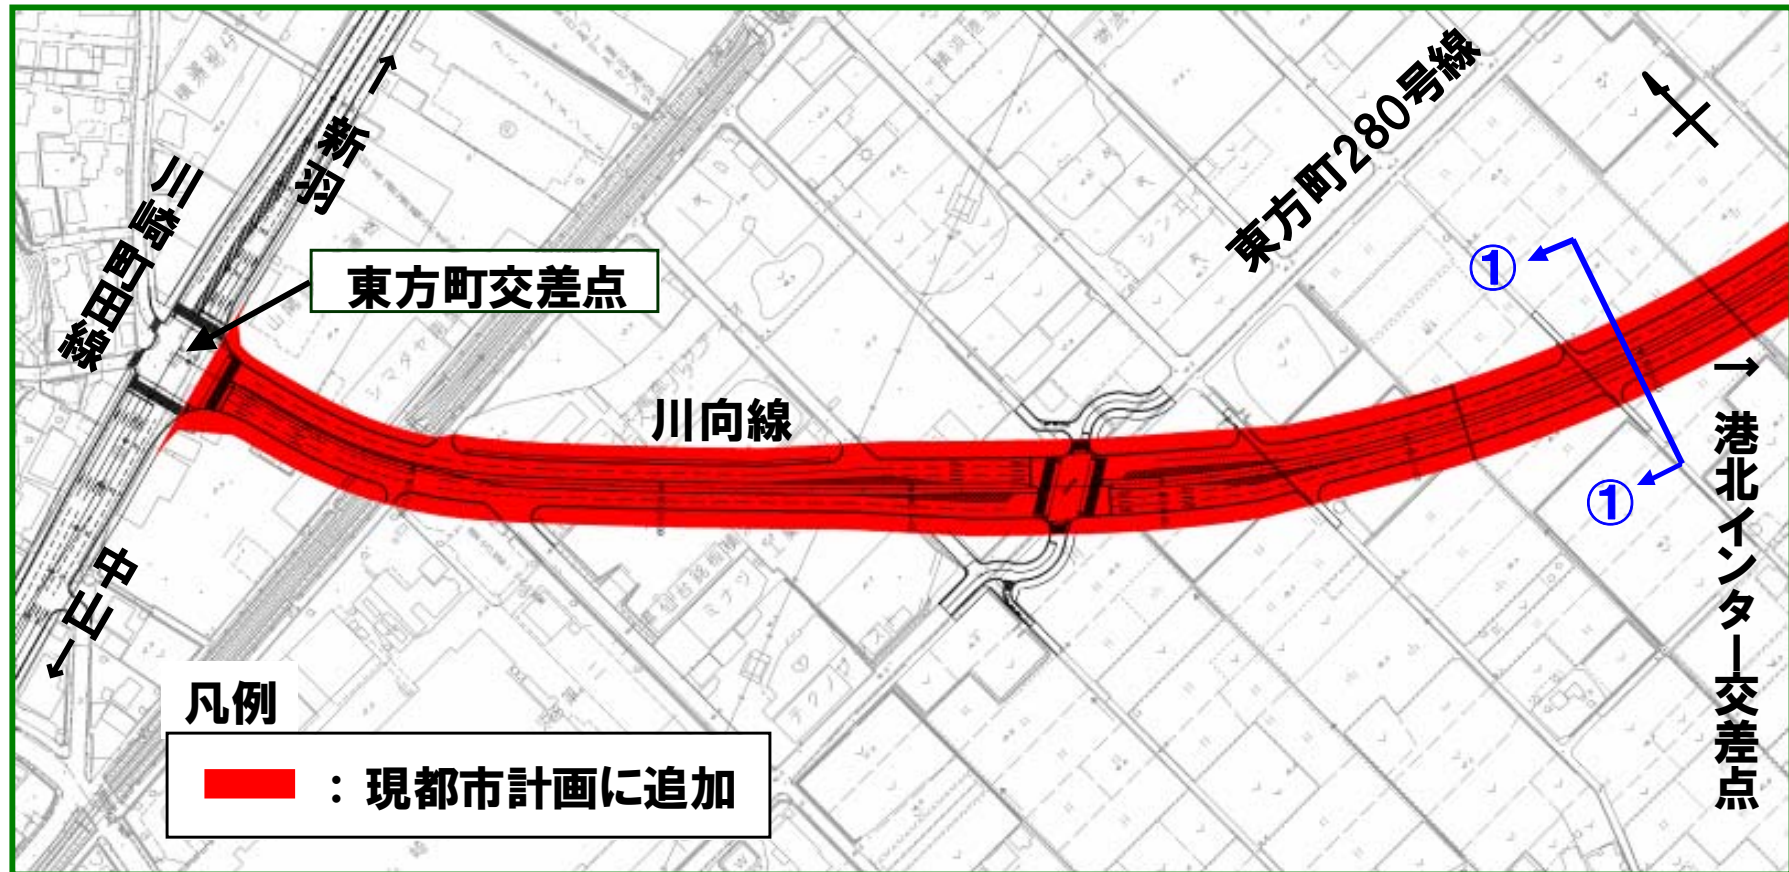 新羽
→
川崎町田線
東方町交差点
東方町280号線
川向線
①
①
→港北インター交差点
中山
←
凡例
：現都市計画に追加